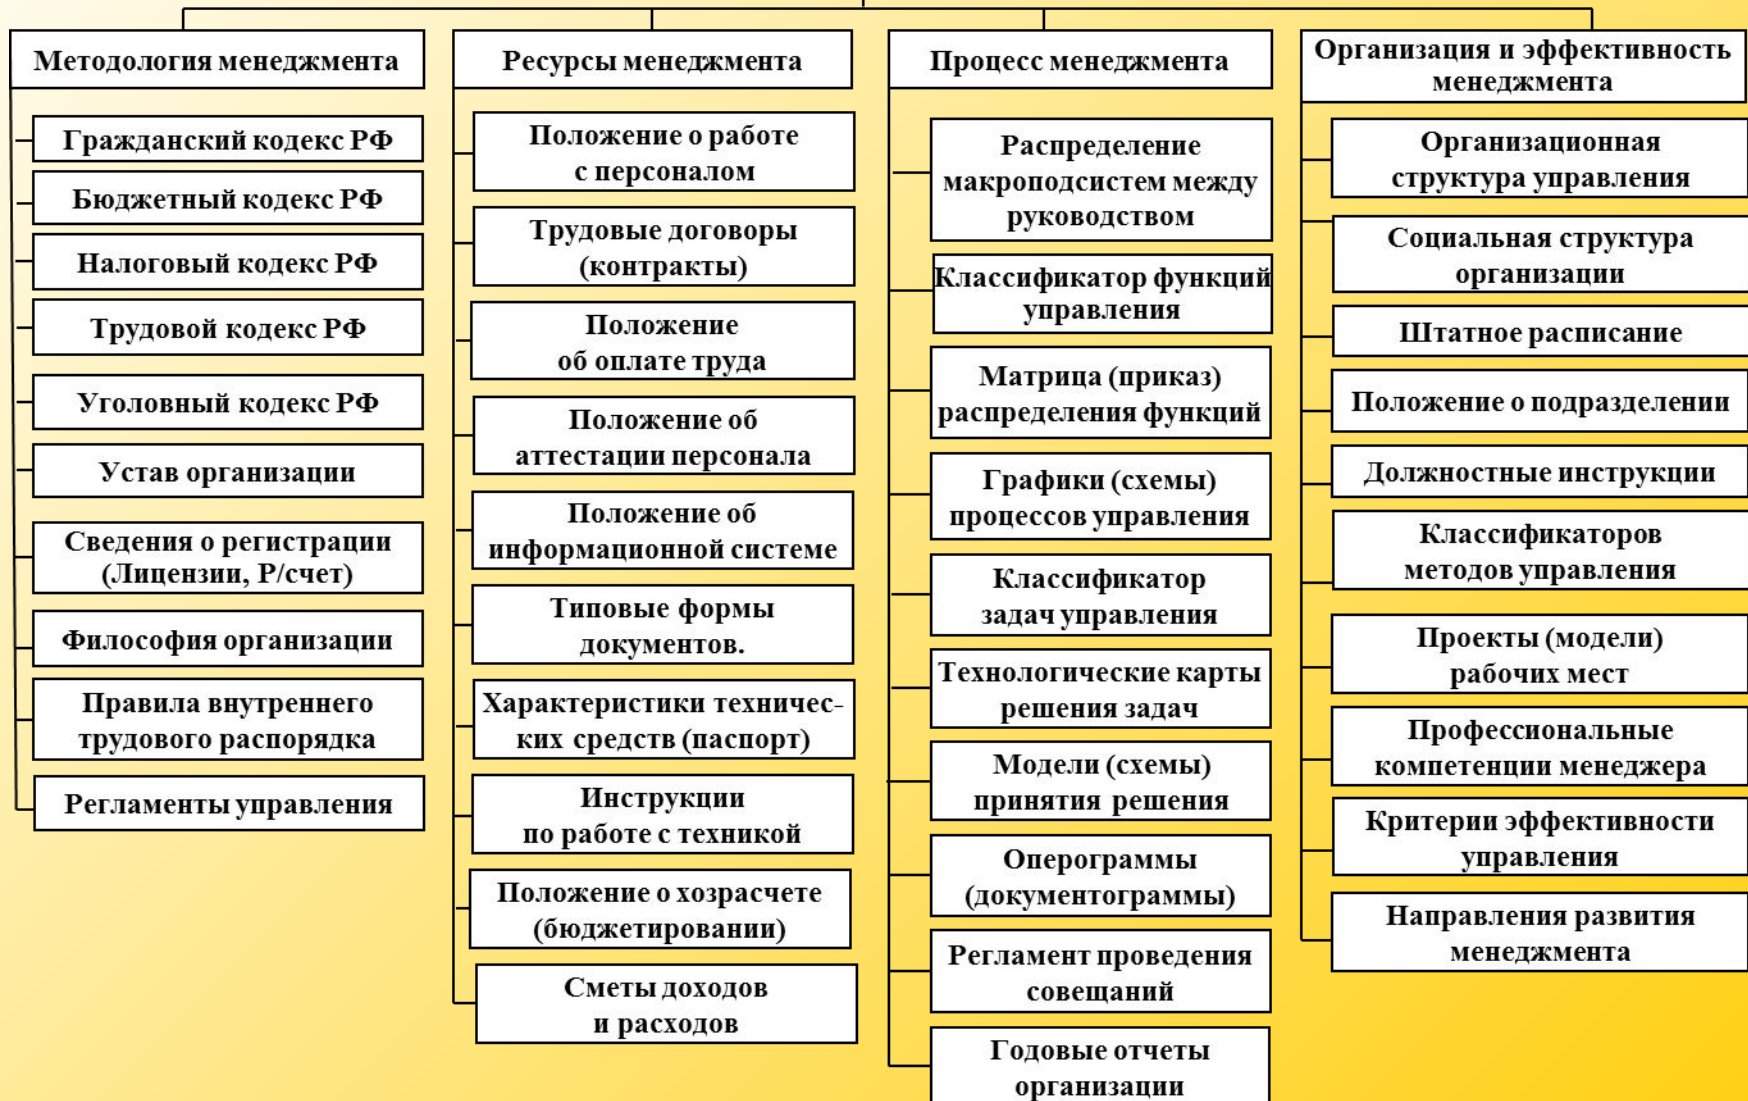 Методология менеджмента
Гражданский кодекс РФ
Бюджетный кодекс РФ
Налоговый кодекс РФ
Трудовой кодекс РФ
Уголовный кодекс РФ
Устав организации
Сведения о регистрации
(Лицензии, Р/счет)
Философия организации
Правила внутреннего
трудового распорядка
Регламенты управления
Ресурсы менеджмента
Положение о работе
с персоналом
Трудовые договоры
(контракты)
Положение
об оплате труда
Положение об
аттестации персонала
Положение об
информационной системе
Типовые формы
документов.
Характеристики техничес-
ких средств (паспорт)
Инструкции
по работе с техникой
Положение о хозрасчете
(бюджетировании)
Сметы доходов
и расходов
Процесс менеджмента
Распределение
макроподсистем между
руководством
Классификатор функций
управления
Матрица (приказ)
распределения функций
Графики (схемы)
процессов управления
Классификатор
задач управления
Технологические карты
решения задач
Модели (схемы)
принятия решения
Оперограммы
(документограммы)
Регламент проведения
совещаний
Годовые отчеты
организации
Организация и эффективность
менеджмента
Организационная
структура управления
Социальная структура
организации
Штатное расписание
Положение о подразделении
Должностные инструкции
Классификаторов
методов управления
Проекты (модели)
рабочих мест
Профессиональные
компетенции менеджера
Критерии эффективности
управления
Направления развития
менеджмента